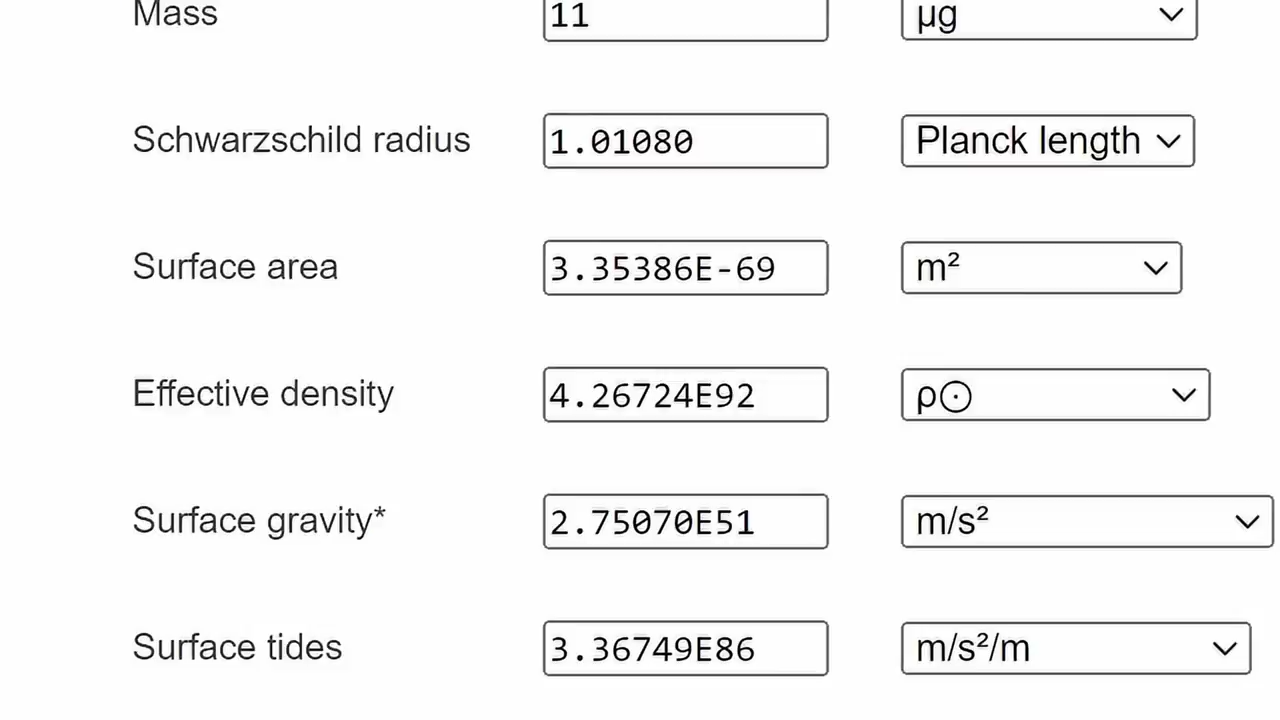 Mass 11 μg
Schwarzschild radius 1.01080 Planck length
Surface area 3.35386E-69 m²
Effective density 4.26724E92 ρ⊙
Surface gravity* 2.75070E51 m/s²
Surface tides 3.36749E86 m/s²/m